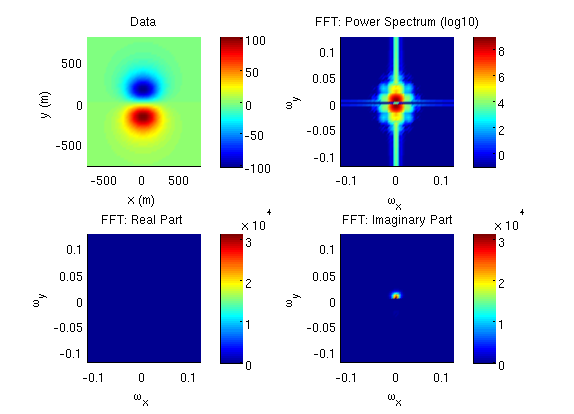 Data
500
0
-500
y (m)
-500 0 500
x (m)
100
50
0
-50
-100
FFT: Power Spectrum (log10)
0.1
0.05
0
-0.05
-0.1
ω_y
-0.1 0 0.1
ω_x
8
6
4
2
0
FFT: Real Part
0.1
0.05
0
-0.05
-0.1
ω_y
-0.1 0 0.1
ω_x
x 10^4
3
2
1
0
FFT: Imaginary Part
0.1
0.05
0
-0.05
-0.1
ω_y
-0.1 0 0.1
ω_x
x 10^4
3
2
1
0